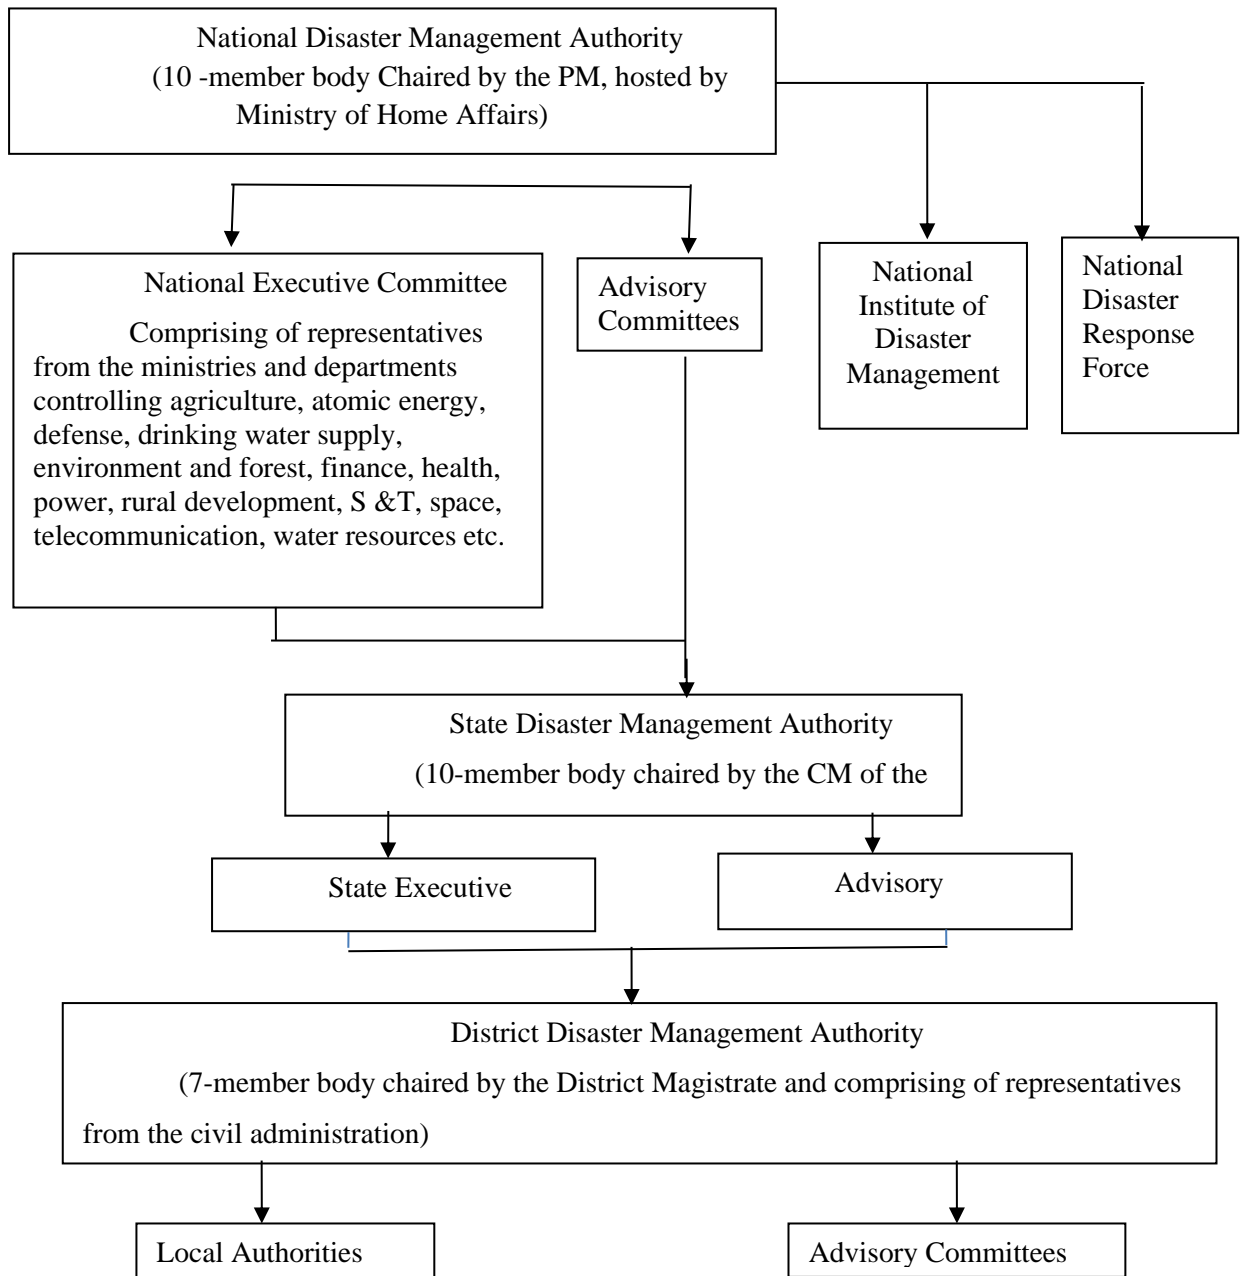 National Disaster Management Authority
(10 -member body Chaired by the PM, hosted by
Ministry of Home Affairs)
National Executive Committee
Comprising of representatives
from the ministries and departments
controlling agriculture, atomic energy,
defense, drinking water supply,
environment and forest, finance, health,
power, rural development, S &T, space,
telecommunication, water resources etc.
Advisory
Committees
National
Institute of
Disaster
Management
National
Disaster
Response
Force
State Disaster Management Authority
(10-member body chaired by the CM of the
State Executive
Advisory
District Disaster Management Authority
(7-member body chaired by the District Magistrate and comprising of representatives
from the civil administration)
Local Authorities
Advisory Committees